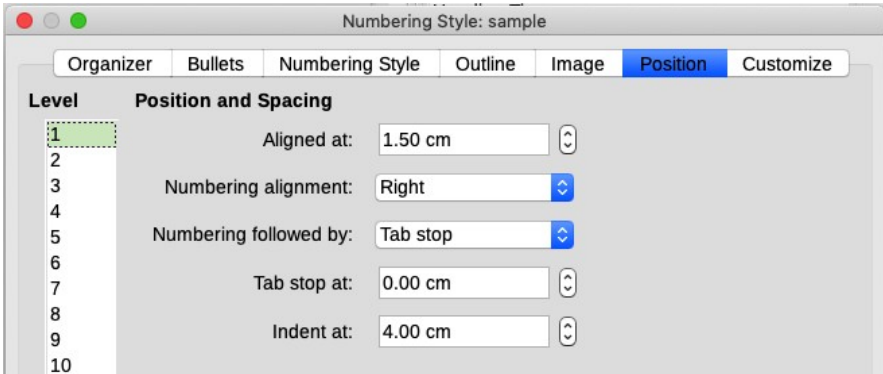 Numbering Style: sample
Organizer Bullets Numbering Style Outline Image Position Customize
Level Position and Spacing
1 Aligned at: 1.50 cm
2
3 Numbering alignment: Right
4
5 Numbering followed by: Tab stop
6
7 Tab stop at: 0.00 cm
8
9 Indent at: 4.00 cm
10